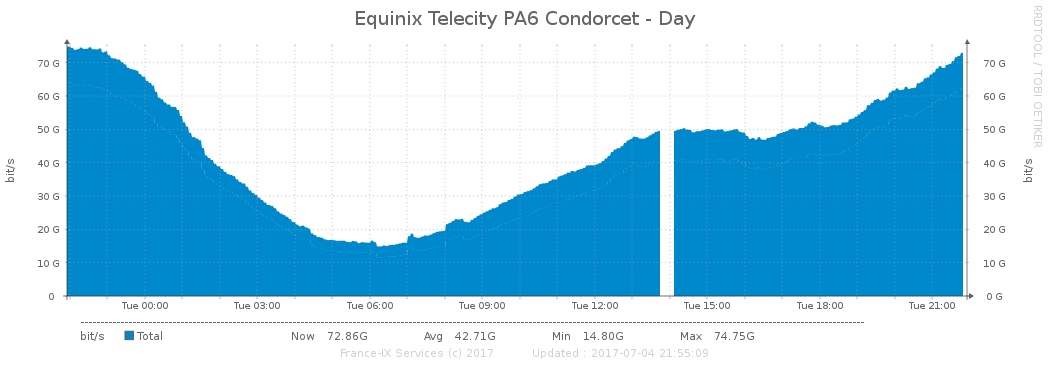 Equinix Telecity PA6 Condorcet - Day
RRDTOOL / TOBI OETIKER
bit/s
70 G 70 G
60 G 60 G
50 G 50 G
40 G 40 G
30 G 30 G
20 G 20 G
10 G 10 G
0 0 G
bit/s
Tue 00:00 Tue 03:00 Tue 06:00 Tue 09:00 Tue 12:00 Tue 15:00 Tue 18:00 Tue 21:00
bit/s Total Now 72.86G Avg 42.71G Min 14.80G Max 74.75G
France-IX Services (c) 2017 Updated : 2017-07-04 21:55:09